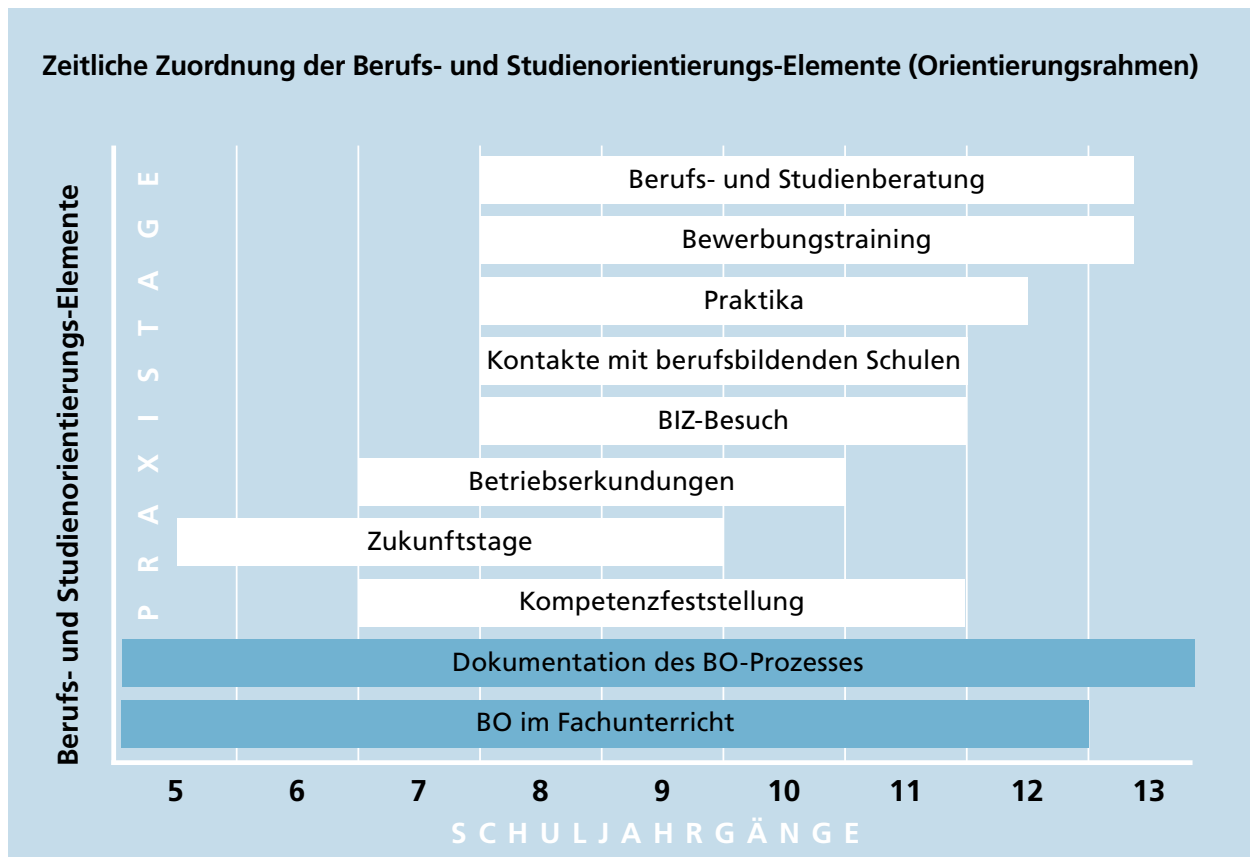 Zeitliche Zuordnung der Berufs- und Studienorientierungs-Elemente (Orientierungsrahmen)
Berufs- und Studienorientierungs-Elemente
PRAXISTAGE
Berufs- und Studienberatung
Bewerbungstraining
Praktika
Kontakte mit berufsbildenden Schulen
BIZ-Besuch
Betriebserkundungen
Zukunftstage
Kompetenzfeststellung
Dokumentation des BO-Prozesses
BO im Fachunterricht
5 6 7 8 9 10 11 12 13
SCHULJAHRGÄNGE